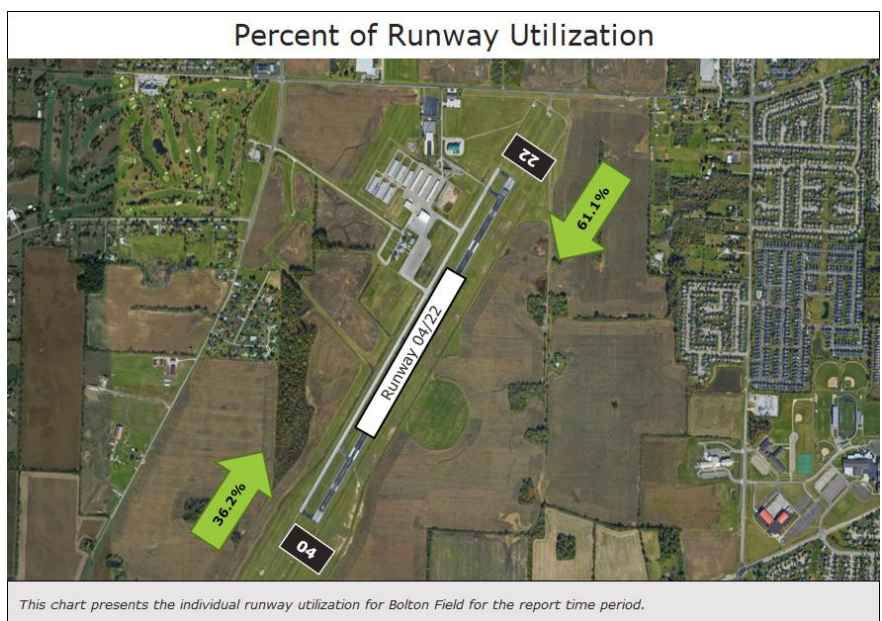 Percent of Runway Utilization
22
61.1%
Runway 04/22
36.2%
04
This chart presents the individual runway utilization for Bolton Field for the report time period.